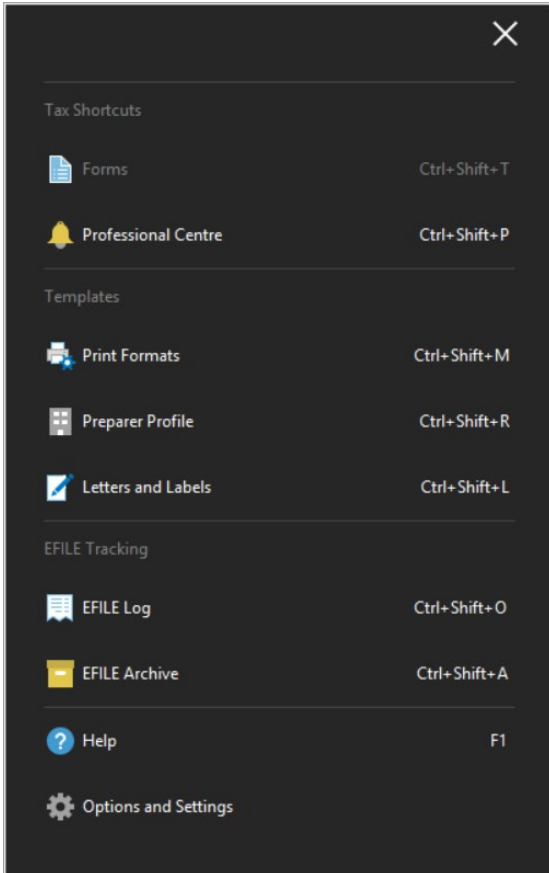 Tax Shortcuts
Forms Ctrl+Shift+T
Professional Centre Ctrl+Shift+P
Templates
Print Formats Ctrl+Shift+M
Preparer Profile Ctrl+Shift+R
Letters and Labels Ctrl+Shift+L
EFILE Tracking
EFILE Log Ctrl+Shift+O
EFILE Archive Ctrl+Shift+A
? Help F1
Options and Settings